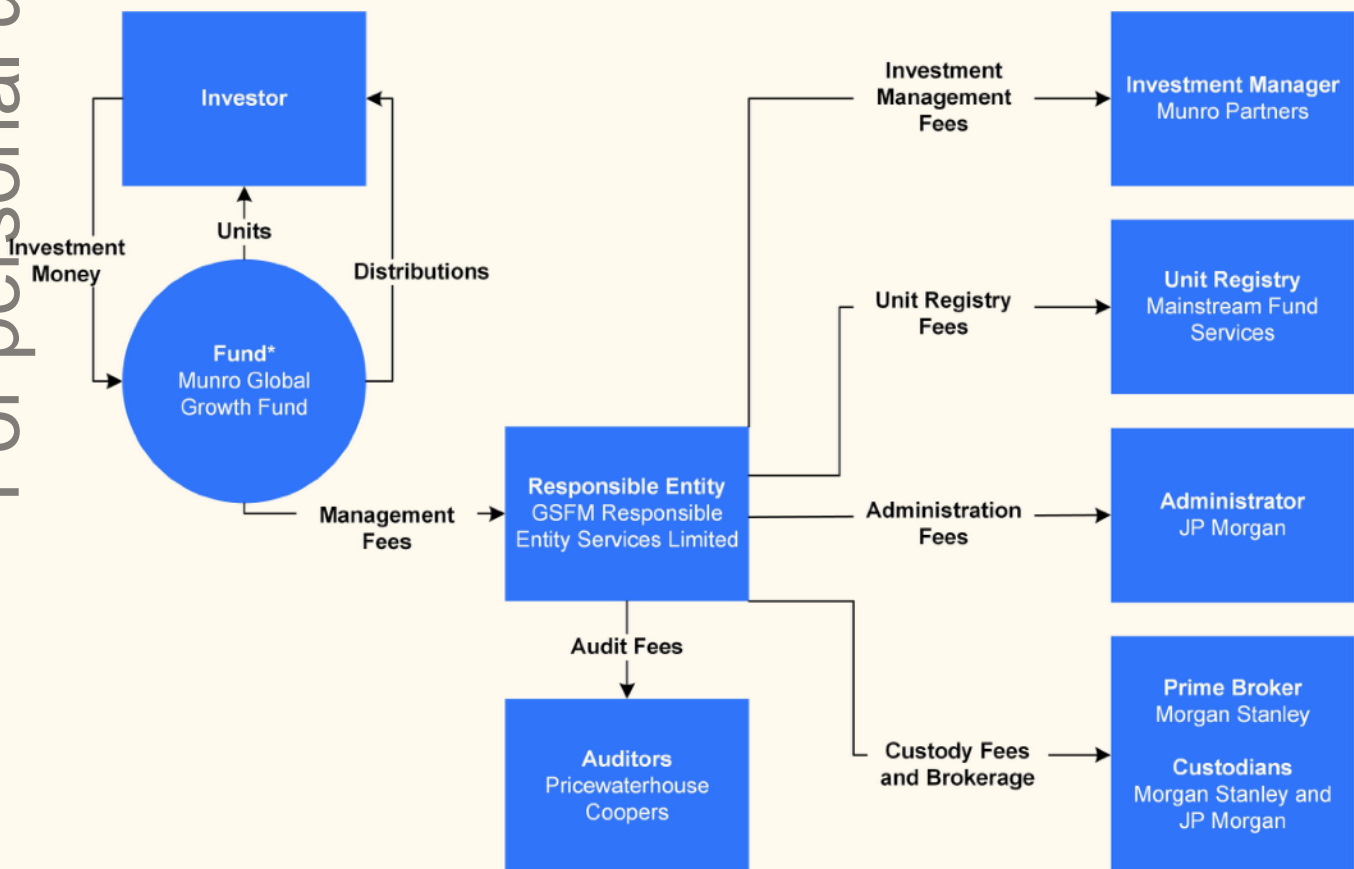 Investor
Investment
Management
Fees
Investment Manager
Munro Partners
Units
Investment
Money
Distributions
Unit Registry
Fees
Unit Registry
Mainstream Fund
Services
Fund*
Munro Global
Growth Fund
Management
Fees
Responsible Entity
GSFM Responsible
Entity Services Limited
Administration
Fees
Administrator
JP Morgan
Audit Fees
Auditors
Pricewaterhouse
Coopers
Custody Fees
and Brokerage
Prime Broker
Morgan Stanley
Custodians
Morgan Stanley and
JP Morgan
For personal